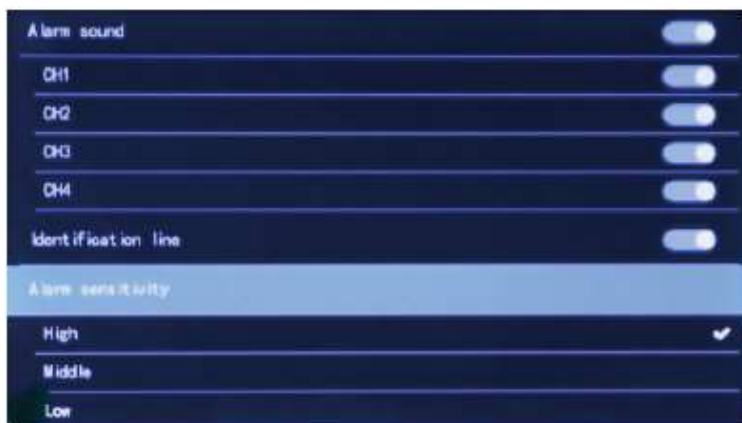 Alarm sound
CH1
CH2
CH3
CH4
Identification line
Alarm sensitivity
High
Middle
Low